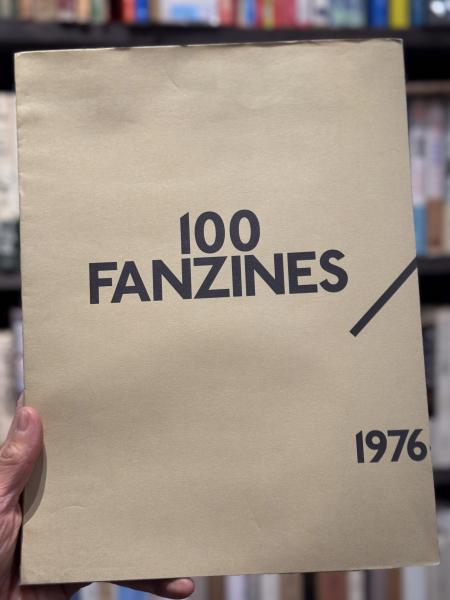 100
FANZINES
/
1976-